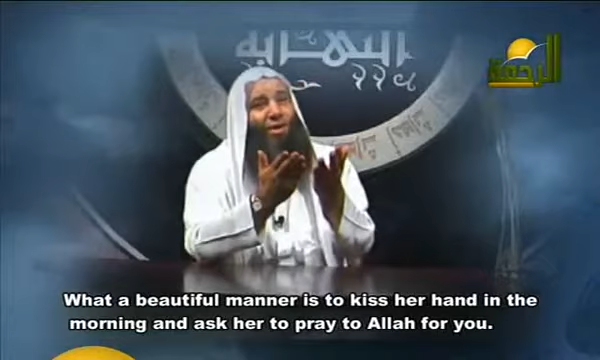 النهاية
الرحمة
What a beautiful manner is to kiss her hand in the
morning and ask her to pray to Allah for you.